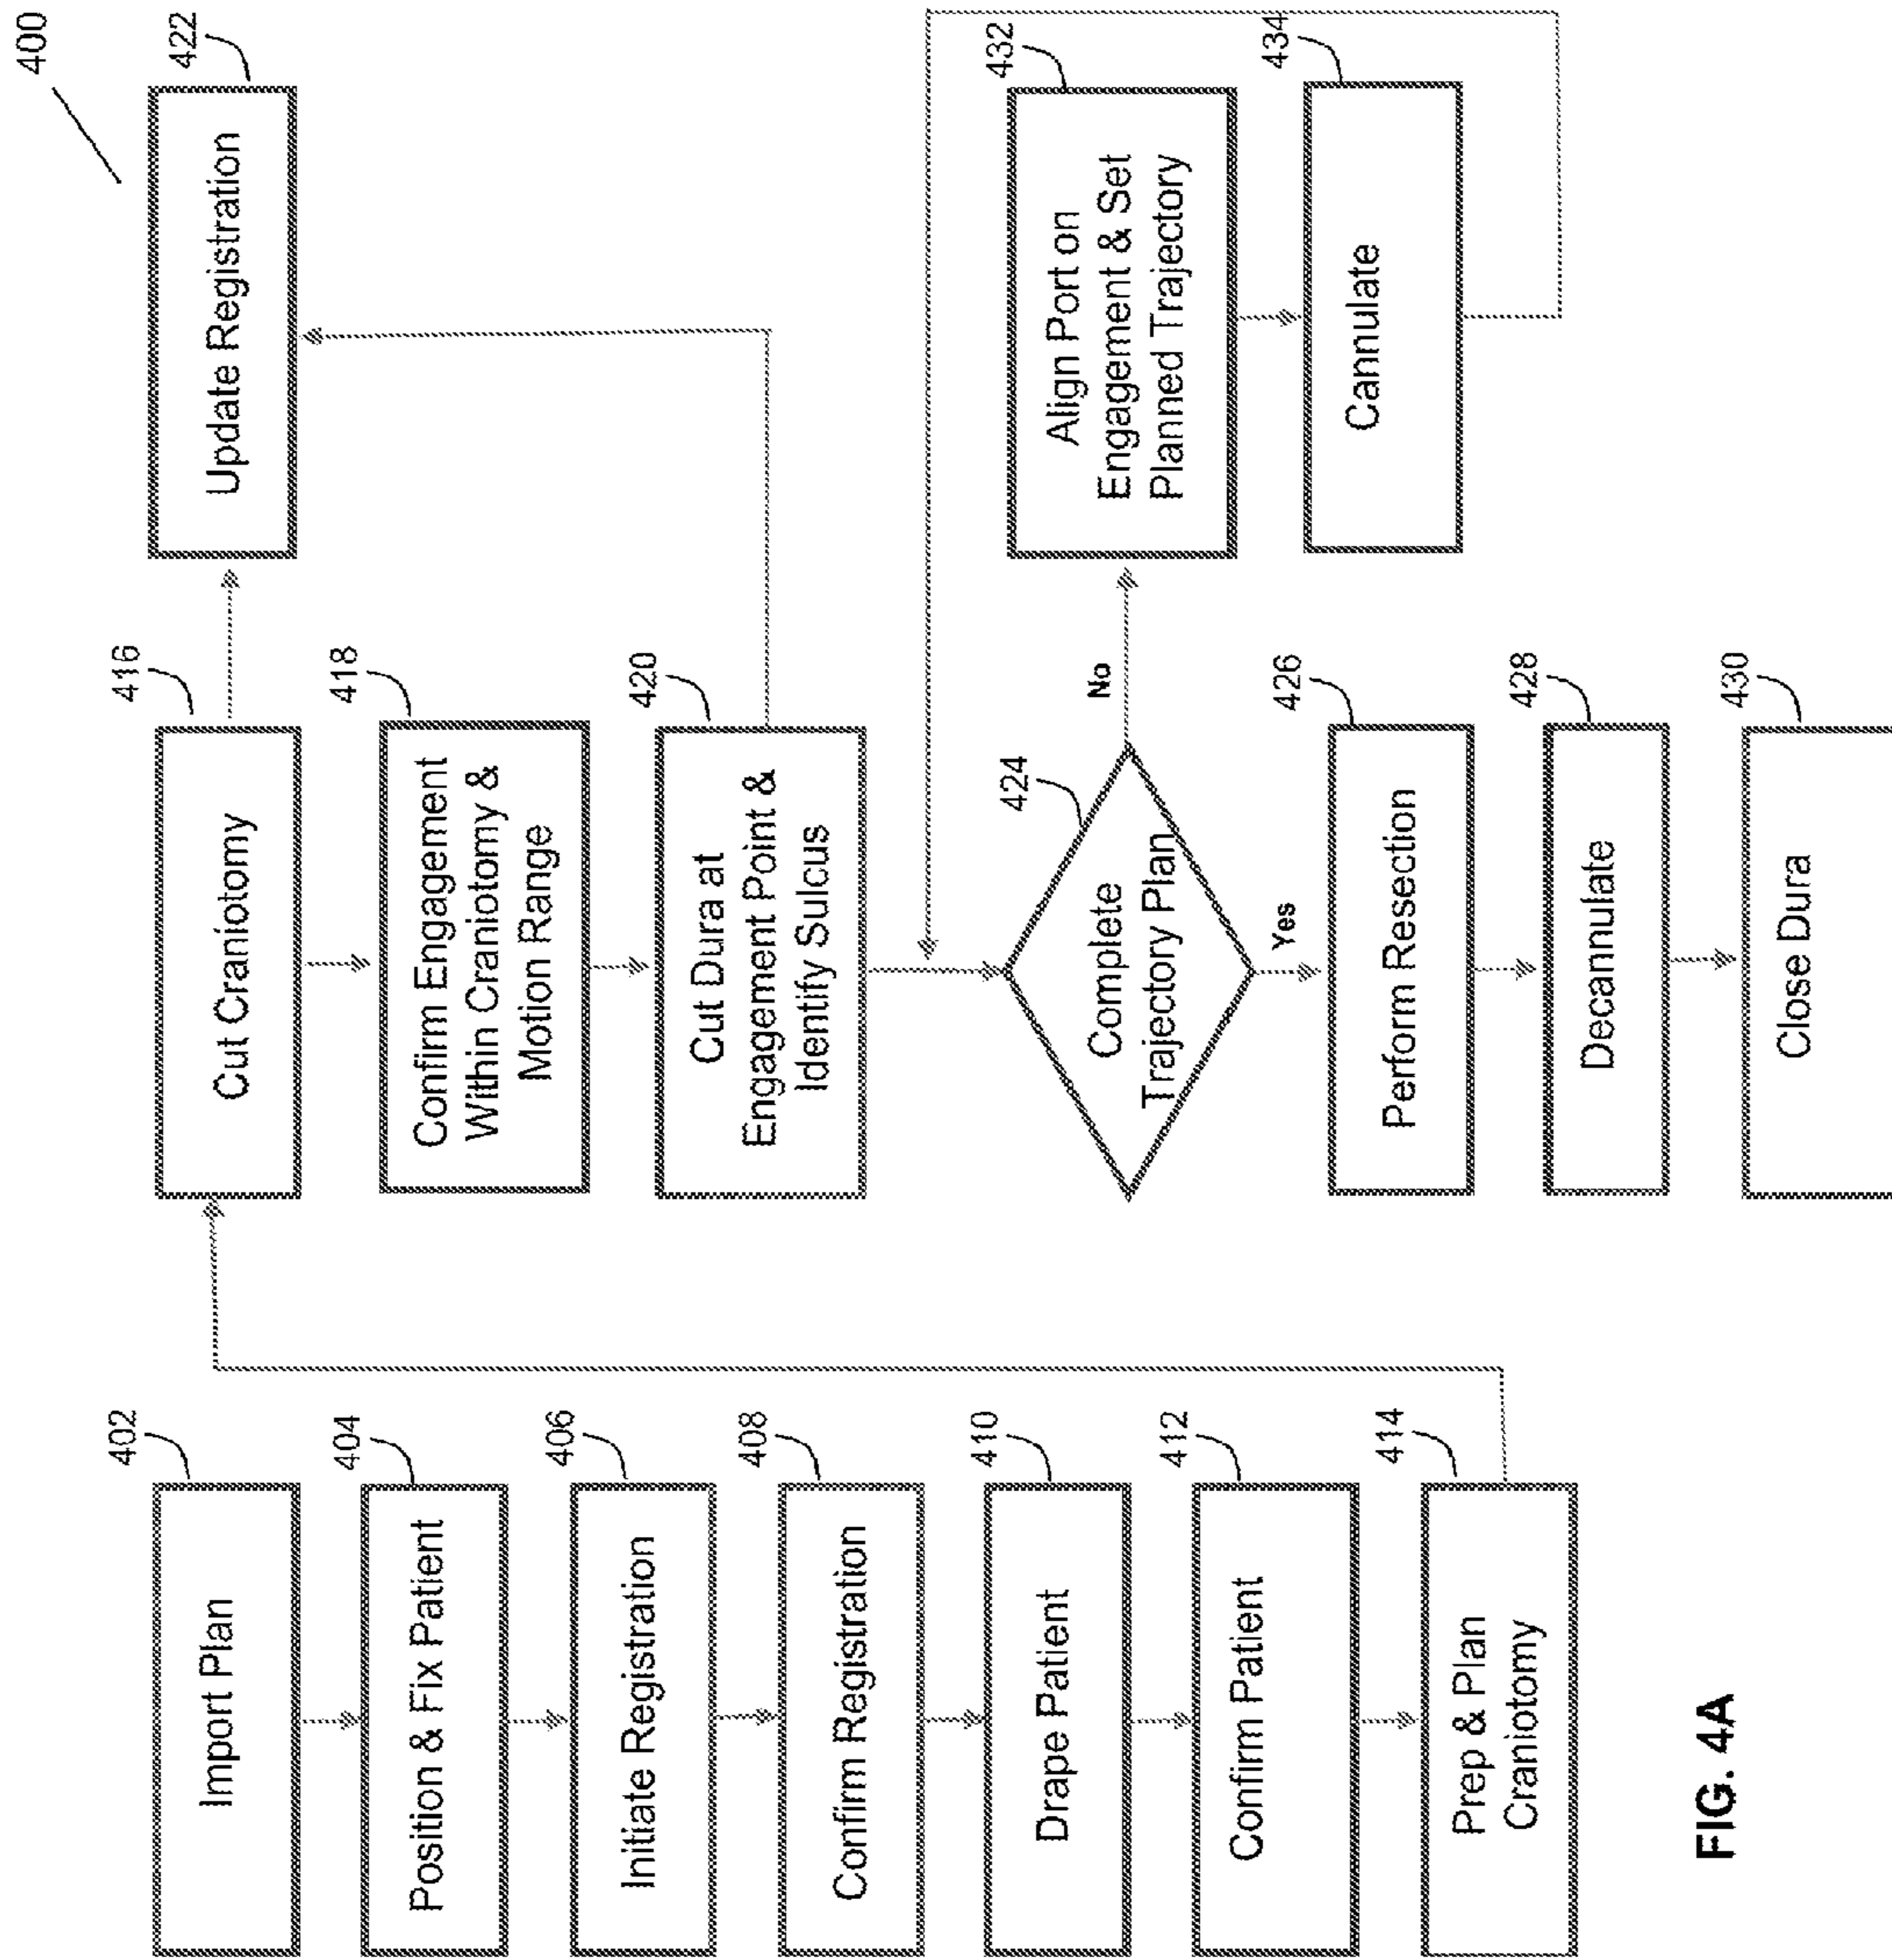 400
402
Import Plan
404
Position & Fix Patient
406
Initiate Registration
408
Confirm Registration
410
Drape Patient
412
Confirm Patient
414
Prep & Plan
Craniotomy
416
Cut Craniotomy
418
Confirm Engagement
Within Craniotomy &
Motion Range
420
Cut Dura at
Engagement Point &
Identify Sulcus
422
Update Registration
424
Complete
Trajectory Plan
No
Yes
426
Perform Resection
428
Decannulate
430
Close Dura
432
Align Port on
Engagement & Set
Planned Trajectory
434
Cannulate
FIG. 4A